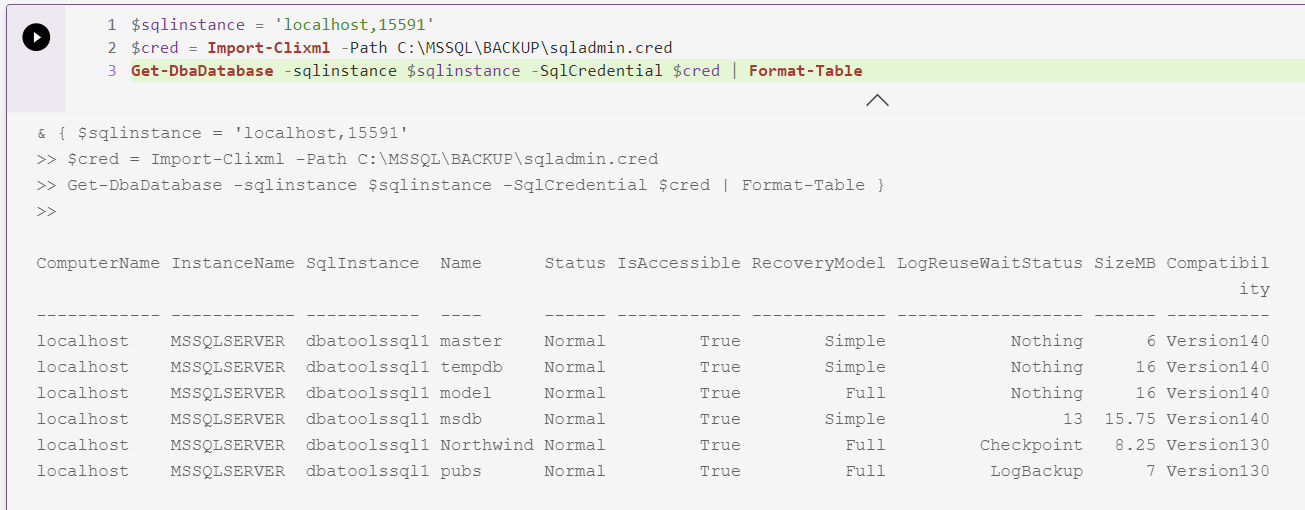 1 $sqlinstance = 'localhost,15591'
2 $cred = Import-Clixml -Path C:\MSSQL\BACKUP\sqladmin.cred
3 Get-DbaDatabase -sqlinstance $sqlinstance -SqlCredential $cred | Format-Table
& { $sqlinstance = 'localhost,15591'
>> $cred = Import-Clixml -Path C:\MSSQL\BACKUP\sqladmin.cred
>> Get-DbaDatabase -sqlinstance $sqlinstance -SqlCredential $cred | Format-Table }
>>
ComputerName InstanceName SqlInstance  Name      Status IsAccessible RecoveryModel LogReuseWaitStatus SizeMB Compatibil
                                                                                                                    ity
------------ ------------ -----------  ----      ------ ------------ ------------- ------------------ ------ ----------
localhost    MSSQLSERVER  dbatoolssql1 master    Normal         True        Simple            Nothing      6 Version140
localhost    MSSQLSERVER  dbatoolssql1 tempdb    Normal         True        Simple            Nothing     16 Version140
localhost    MSSQLSERVER  dbatoolssql1 model     Normal         True          Full            Nothing     16 Version140
localhost    MSSQLSERVER  dbatoolssql1 msdb      Normal         True        Simple                 13  15.75 Version140
localhost    MSSQLSERVER  dbatoolssql1 Northwind Normal         True          Full         Checkpoint   8.25 Version130
localhost    MSSQLSERVER  dbatoolssql1 pubs      Normal         True          Full          LogBackup      7 Version130